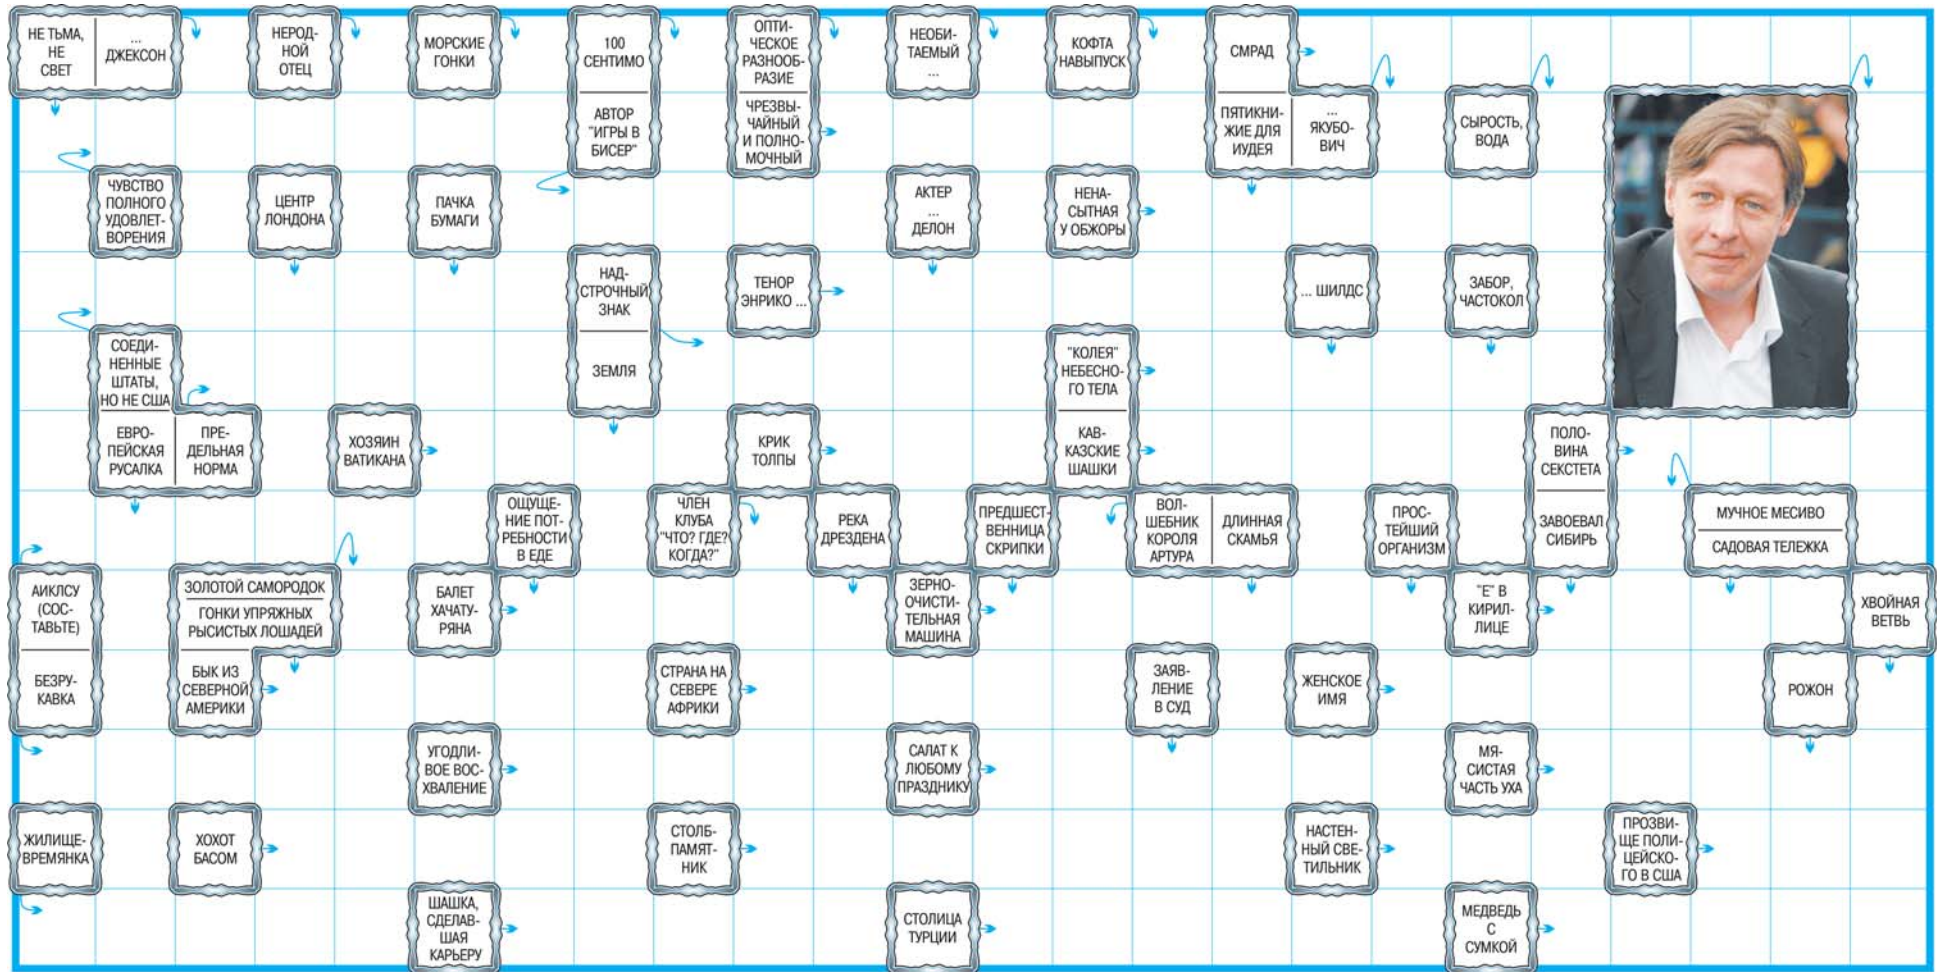 НЕ ТЬМА,
НЕ
СВЕТ
...
ДЖЕКСОН
НЕРОД-
НОЙ
ОТЕЦ
МОРСКИЕ
ГОНКИ
100
СЕНТИМО
АВТОР
"ИГРЫ В
БИСЕР"
ОПТИ-
ЧЕСКОЕ
РАЗНООБ-
РАЗИЕ
ЧРЕЗВЫ-
ЧАЙНЫЙ
И ПОЛНО-
МОЧНЫЙ
НЕОБИ-
ТАЕМЫЙ
...
КОФТА
НАВЫПУСК
СМРАД
ПЯТИКНИ-
ЖИЕ ДЛЯ
ИУДЕЯ
...
ЯКУБО-
ВИЧ
СЫРОСТЬ,
ВОДА
ЧУВСТВО
ПОЛНОГО
УДОВЛЕТ-
ВОРЕНИЯ
ЦЕНТР
ЛОНДОНА
ПАЧКА
БУМАГИ
АКТЕР
...
ДЕЛОН
НЕНА-
СЫТНАЯ
У ОБЖОРЫ
НАД-
СТРОЧНЫЙ
ЗНАК
ЗЕМЛЯ
ТЕНОР
ЭНРИКО ...
... ШИЛДС
ЗАБОР,
ЧАСТОКОЛ
СОЕДИ-
НЕННЫЕ
ШТАТЫ,
НО НЕ США
ЕВРО-
ПЕЙСКАЯ
РУСАЛКА
ПРЕ-
ДЕЛЬНАЯ
НОРМА
ХОЗЯИН
ВАТИКАНА
"КОЛЕЯ"
НЕБЕСНО-
ГО ТЕЛА
КАВ-
КАЗСКИЕ
ШАШКИ
КРИК
ТОЛПЫ
ПОЛО-
ВИНА
СЕКСТЕТА
ЗАВОЕВАЛ
СИБИРЬ
ОЩУЩЕ-
НИЕ ПОТ-
РЕБНОСТИ
В ЕДЕ
ЧЛЕН
КЛУБА
"ЧТО? ГДЕ?
КОГДА?"
РЕКА
ДРЕЗДЕНА
ПРЕДШЕСТ-
ВЕННИЦА
СКРИПКИ
ВОЛ-
ШЕБНИК
КОРОЛЯ
АРТУРА
ДЛИННАЯ
СКАМЬЯ
ПРОС-
ТЕЙШИЙ
ОРГАНИЗМ
МУЧНОЕ МЕСИВО
САДОВАЯ ТЕЛЕЖКА
АИКЛСУ
(СОС-
ТАВЬТЕ)
БЕЗРУ-
КАВКА
ЗОЛОТОЙ САМОРОДОК
ГОНКИ УПРЯЖНЫХ
РЫСИСТЫХ ЛОШАДЕЙ
БЫК ИЗ
СЕВЕРНОЙ
АМЕРИКИ
БАЛЕТ
ХАЧАТУ-
РЯНА
ЗЕРНО-
ОЧИСТИ-
ТЕЛЬНАЯ
МАШИНА
"Е" В
КИРИЛ-
ЛИЦЕ
ХВОЙНАЯ
ВЕТВЬ
СТРАНА НА
СЕВЕРЕ
АФРИКИ
ЗАЯВ-
ЛЕНИЕ
В СУД
ЖЕНСКОЕ
ИМЯ
РОЖОН
УГОДЛИ-
ВОЕ ВОС-
ХВАЛЕНИЕ
САЛАТ К
ЛЮБОМУ
ПРАЗДНИКУ
МЯ-
СИСТАЯ
ЧАСТЬ УХА
ЖИЛИЩЕ-
ВРЕМЯНКА
ХОХОТ
БАСОМ
СТОЛБ-
ПАМЯТ-
НИК
НАСТЕН-
НЫЙ СВЕ-
ТИЛЬНИК
ПРОЗВИ-
ЩЕ ПОЛИ-
ЦЕЙСКО-
ГО В США
ШАШКА,
СДЕЛАВ-
ШАЯ
КАРЬЕРУ
СТОЛИЦА
ТУРЦИИ
МЕДВЕДЬ
С
СУМКОЙ